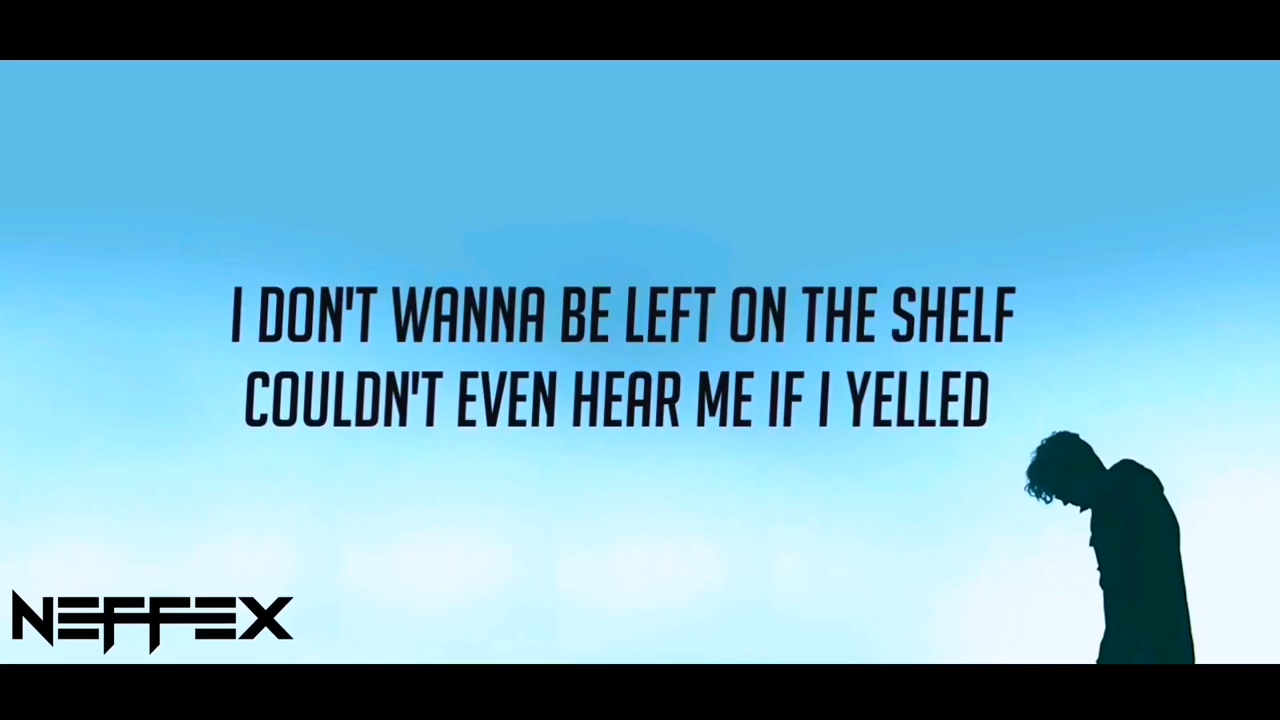 I DON'T WANNA BE LEFT ON THE SHELF
COULDN'T EVEN HEAR ME IF I YELLED
NEFFEX